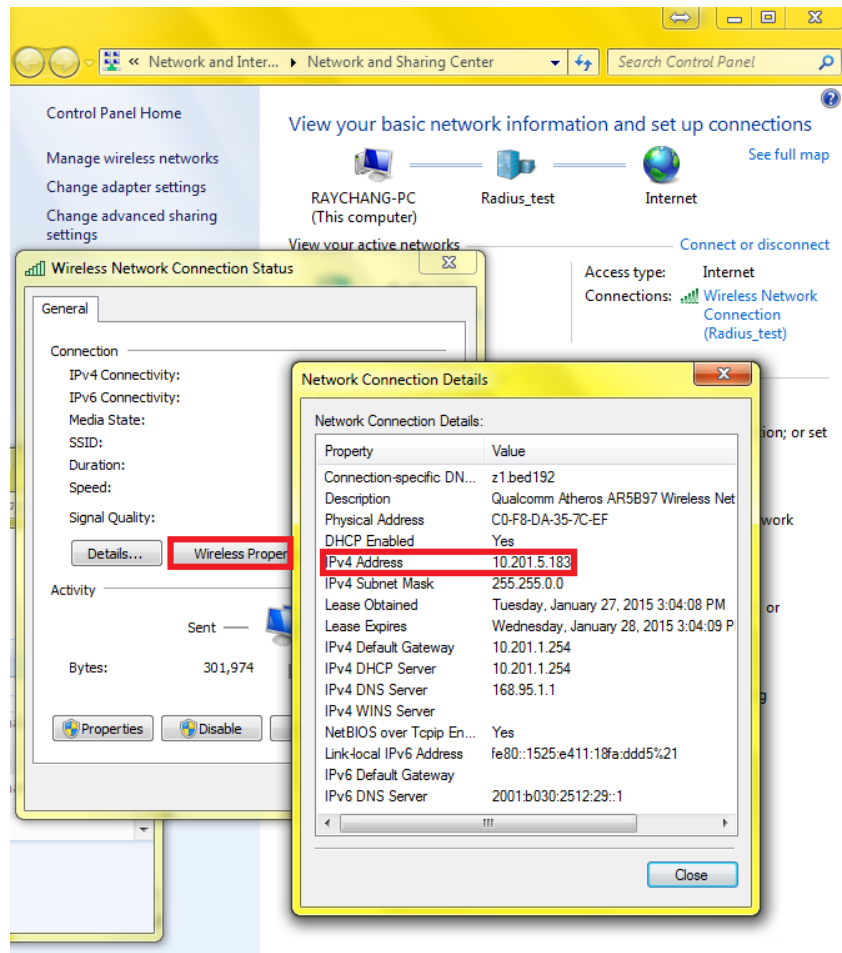 « Network and Inter... ▸ Network and Sharing Center
Search Control Panel
Control Panel Home
Manage wireless networks
Change adapter settings
Change advanced sharing
settings
View your basic network information and set up connections
See full map
RAYCHANG-PC
(This computer)
Radius_test
Internet
View your active networks
Connect or disconnect
Access type: Internet
Connections: Wireless Network
Connection
(Radius_test)
ion; or set
work
or
Wireless Network Connection Status
General
Connection
IPv4 Connectivity:
IPv6 Connectivity:
Media State:
SSID:
Duration:
Speed:
Signal Quality:
Details...
Wireless Proper
Activity
Sent
Bytes: 301,974
Properties
Disable
Network Connection Details
Network Connection Details:
Property Value
Connection-specific DN... z1.bed192
Description Qualcomm Atheros AR5B97 Wireless Net
Physical Address C0-F8-DA-35-7C-EF
DHCP Enabled Yes
IPv4 Address 10.201.5.183
IPv4 Subnet Mask 255.255.0.0
Lease Obtained Tuesday, January 27, 2015 3:04:08 PM
Lease Expires Wednesday, January 28, 2015 3:04:09 P
IPv4 Default Gateway 10.201.1.254
IPv4 DHCP Server 10.201.1.254
IPv4 DNS Server 168.95.1.1
IPv4 WINS Server
NetBIOS over Tcpip En... Yes
Link-local IPv6 Address fe80::1525:e411:18fa:ddd5%21
IPv6 Default Gateway
IPv6 DNS Server 2001:b030:2512:29::1
Close